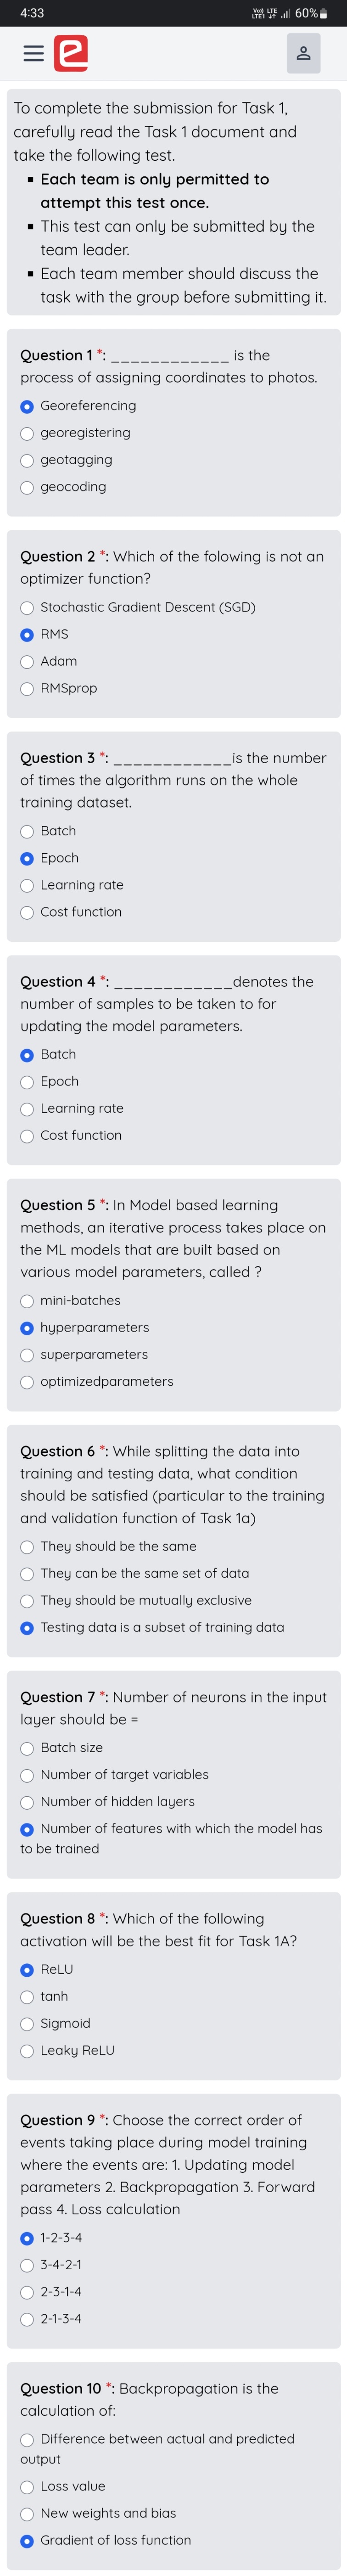 4:33
Vo)) LTE
LTE1
60%
e
To complete the submission for Task 1,
carefully read the Task 1 document and
take the following test.
▪ Each team is only permitted to
attempt this test once.
▪ This test can only be submitted by the
team leader.
▪ Each team member should discuss the
task with the group before submitting it.
Question 1 *: ____________ is the
process of assigning coordinates to photos.
Georeferencing
georegistering
geotagging
geocoding
Question 2 *: Which of the folowing is not an
optimizer function?
Stochastic Gradient Descent (SGD)
RMS
Adam
RMSprop
Question 3 *: ____________is the number
of times the algorithm runs on the whole
training dataset.
Batch
Epoch
Learning rate
Cost function
Question 4 *: ____________denotes the
number of samples to be taken to for
updating the model parameters.
Batch
Epoch
Learning rate
Cost function
Question 5 *: In Model based learning
methods, an iterative process takes place on
the ML models that are built based on
various model parameters, called ?
mini-batches
hyperparameters
superparameters
optimizedparameters
Question 6 *: While splitting the data into
training and testing data, what condition
should be satisfied (particular to the training
and validation function of Task 1a)
They should be the same
They can be the same set of data
They should be mutually exclusive
Testing data is a subset of training data
Question 7 *: Number of neurons in the input
layer should be =
Batch size
Number of target variables
Number of hidden layers
Number of features with which the model has
to be trained
Question 8 *: Which of the following
activation will be the best fit for Task 1A?
ReLU
tanh
Sigmoid
Leaky ReLU
Question 9 *: Choose the correct order of
events taking place during model training
where the events are: 1. Updating model
parameters 2. Backpropagation 3. Forward
pass 4. Loss calculation
1-2-3-4
3-4-2-1
2-3-1-4
2-1-3-4
Question 10 *: Backpropagation is the
calculation of:
Difference between actual and predicted
output
Loss value
New weights and bias
Gradient of loss function